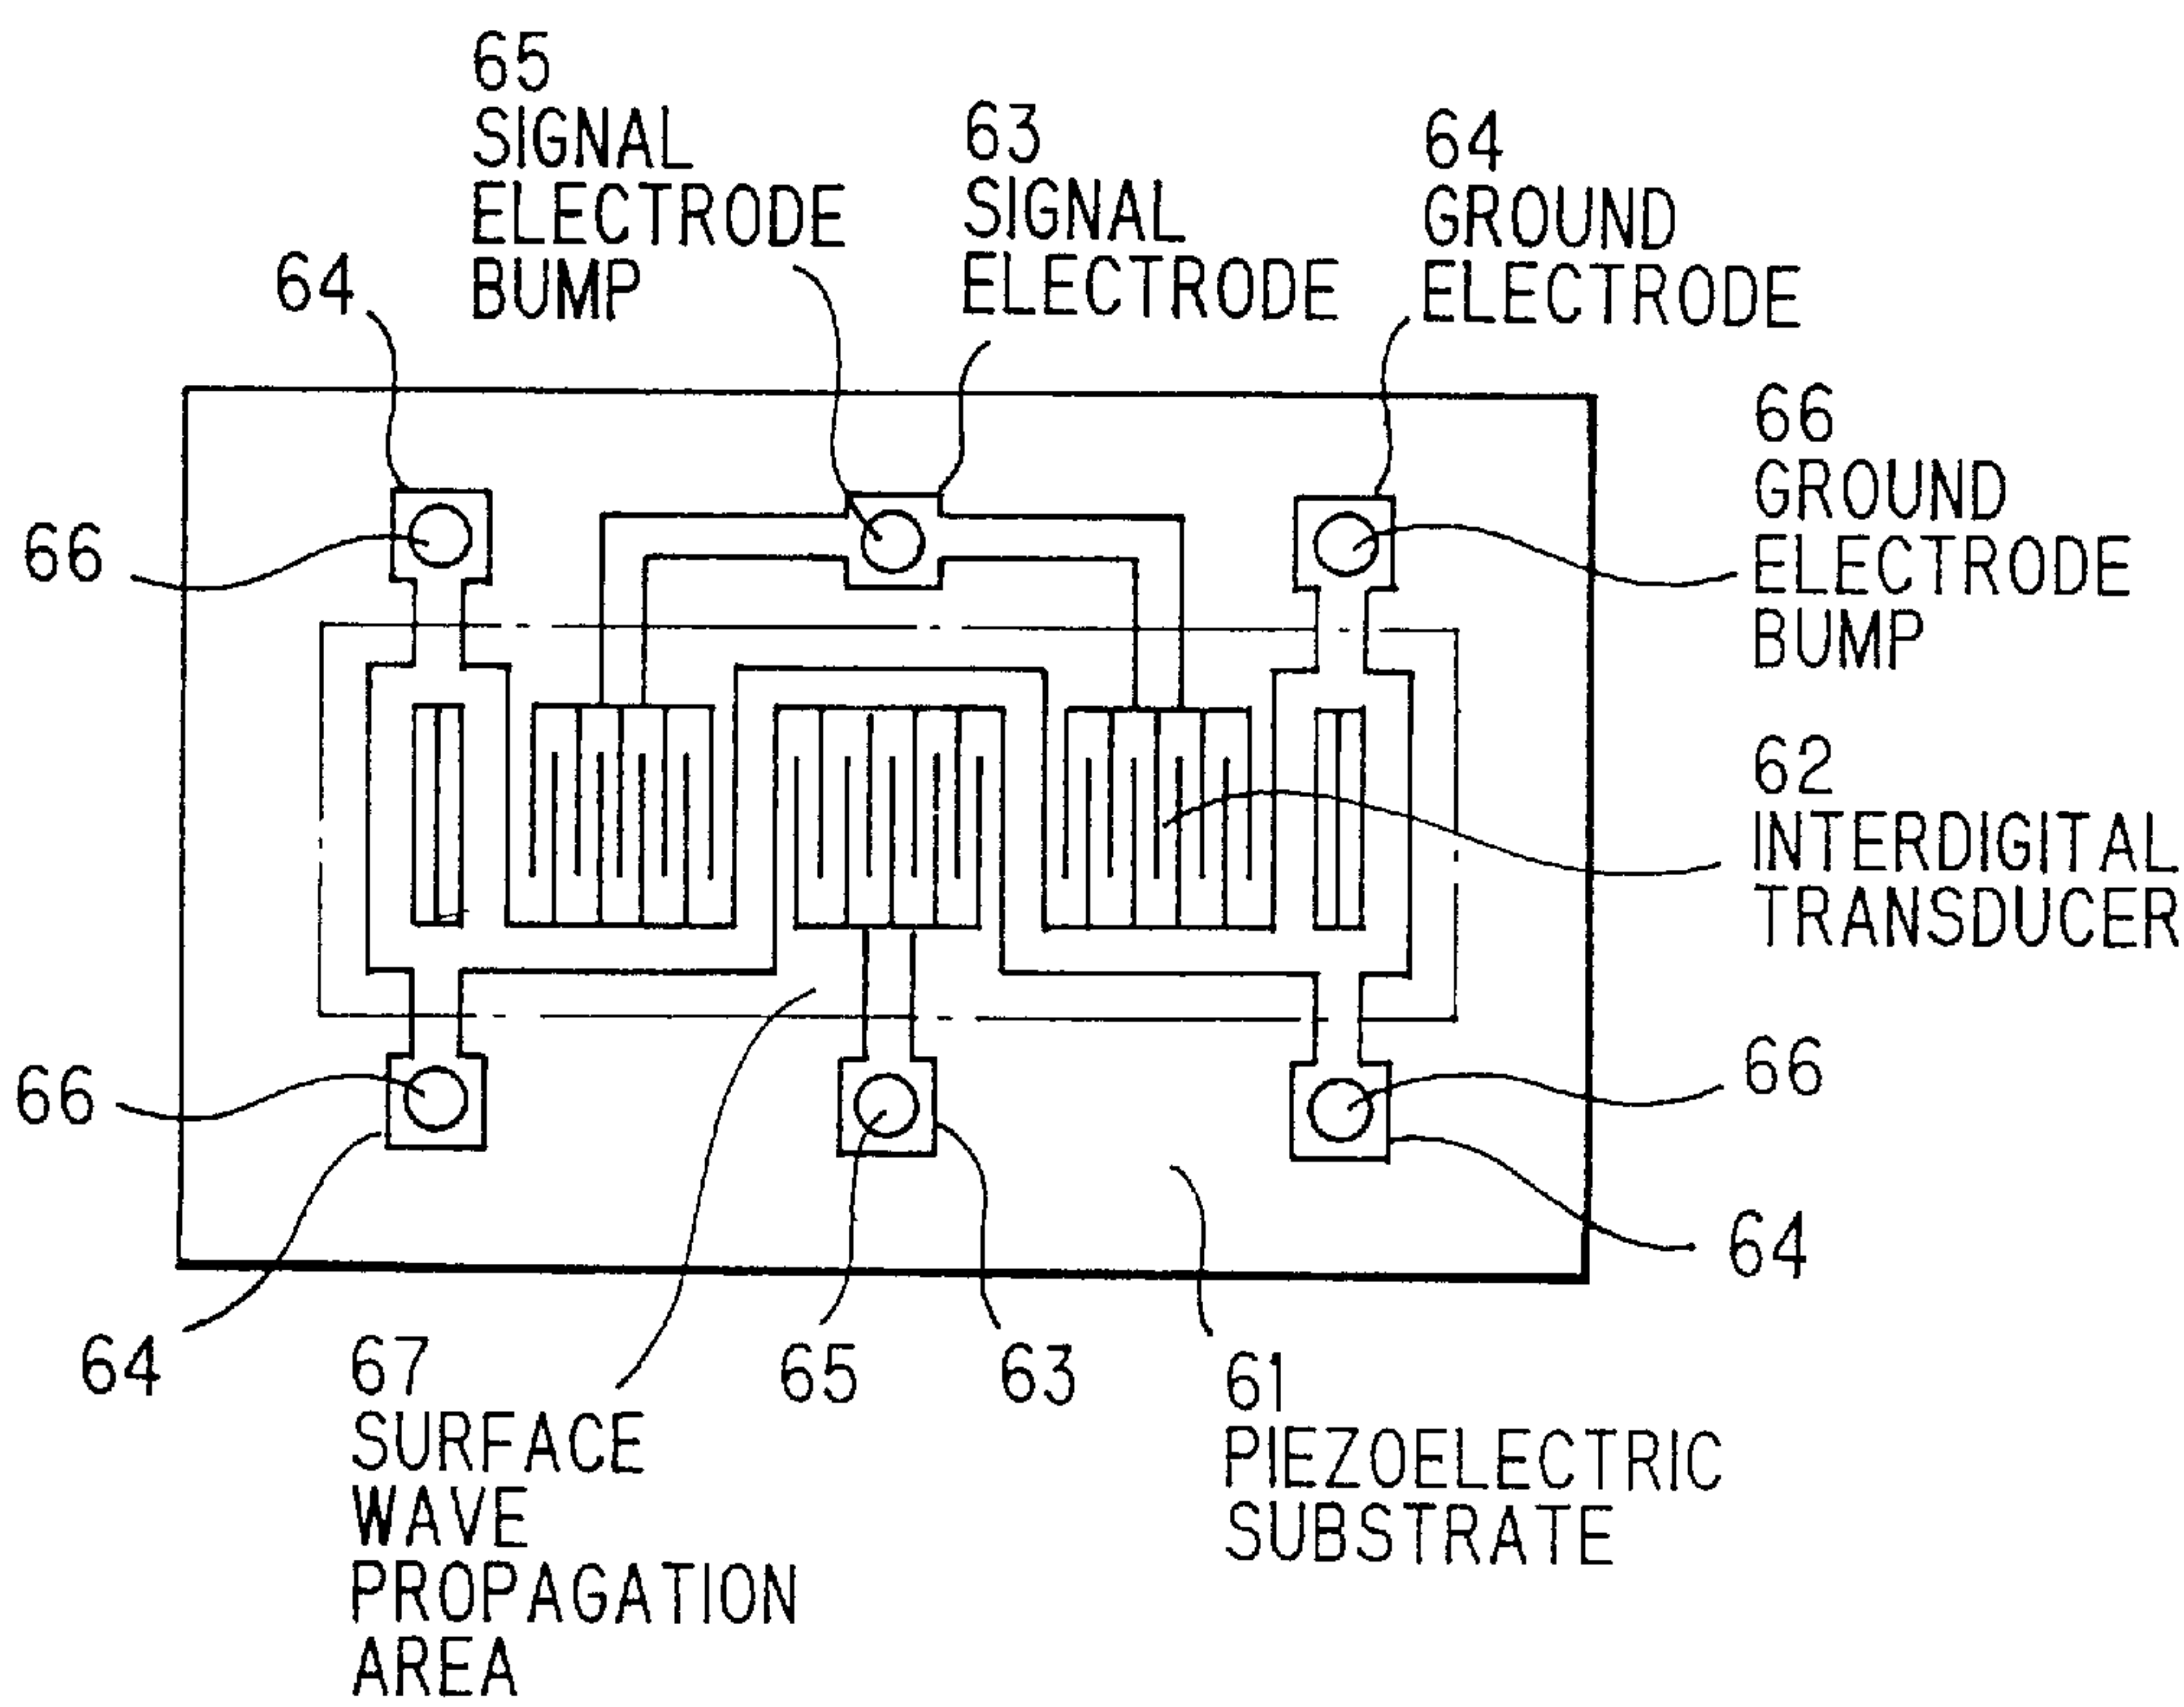 65
SIGNAL
ELECTRODE
BUMP
63
SIGNAL
ELECTRODE
64
GROUND
ELECTRODE
64
66
GROUND
ELECTRODE
BUMP
66
62
INTERDIGITAL
TRANSDUCER
66
66
64
64
67
SURFACE
WAVE
PROPAGATION
AREA
65
63
61
PIEZOELECTRIC
SUBSTRATE